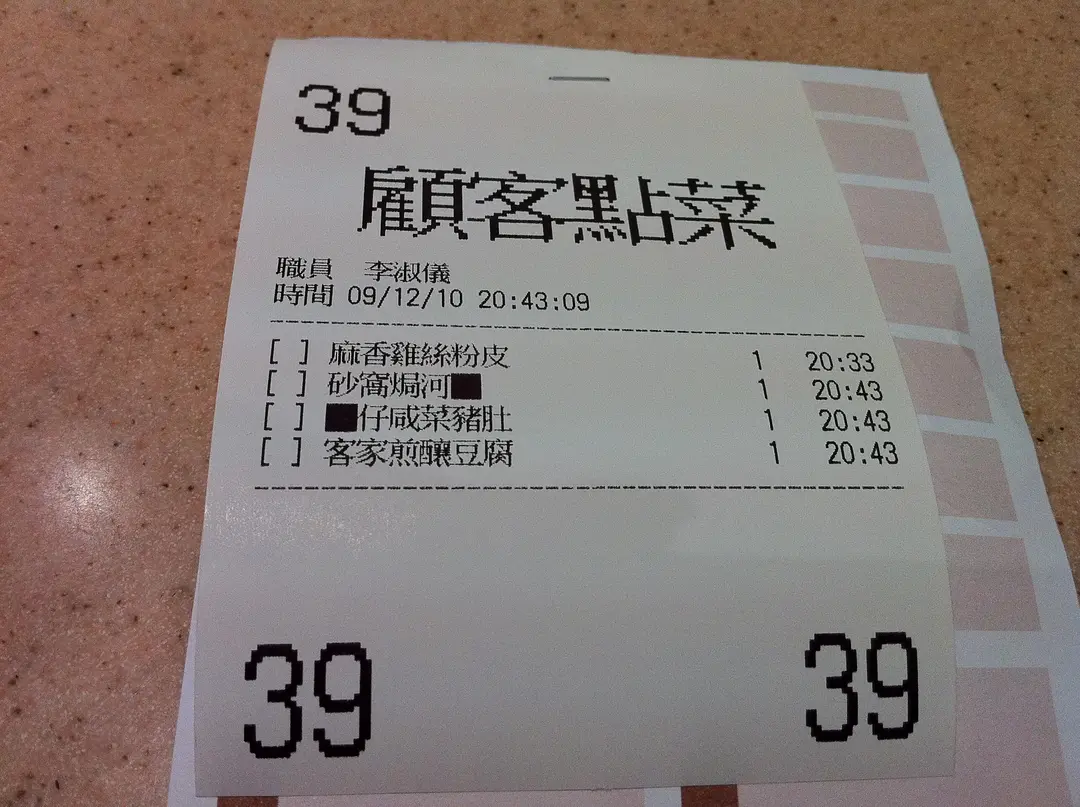 39
顧客點菜
職員 李淑儀
時間 09/12/10 20:43:09
[ ] 麻香雞絲粉皮 1 20:33
[ ] 砂窩焗河■ 1 20:43
[ ] ■仔咸菜豬肚 1 20:43
[ ] 客家煎釀豆腐 1 20:43
39 39